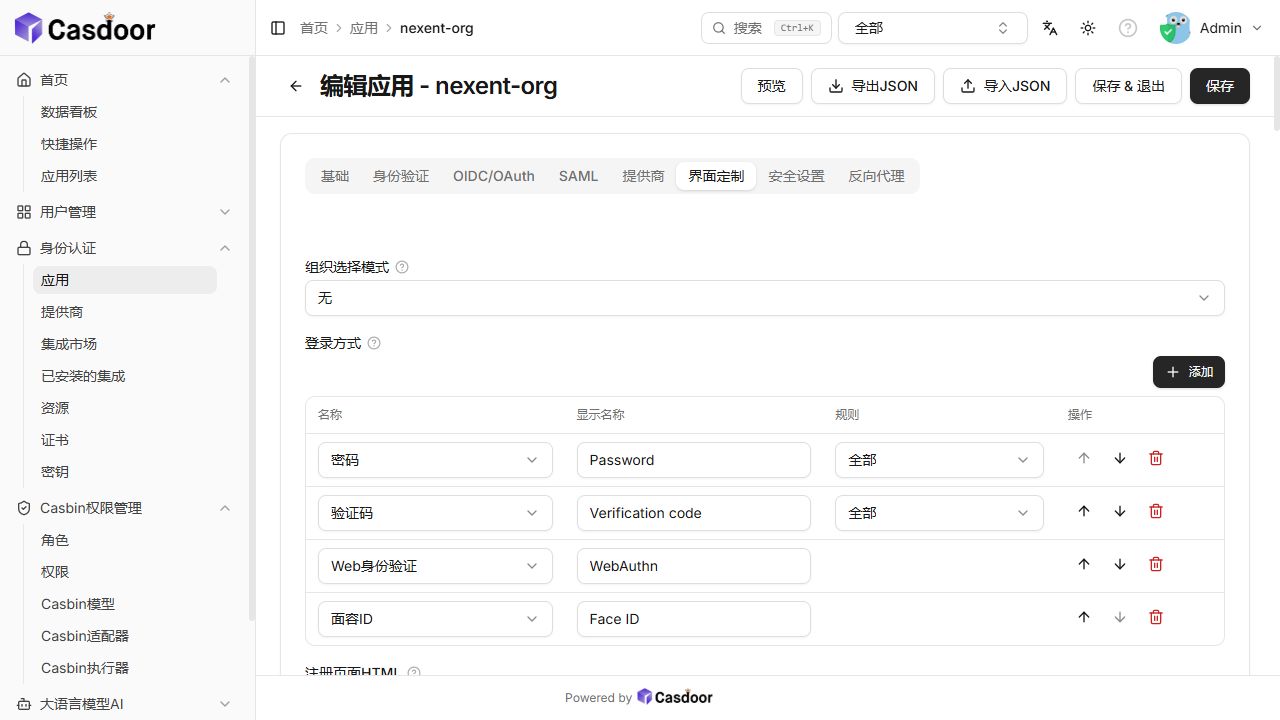 Casdoor
首页
应用
nexent-org
搜索
Ctrl+K
全部
Admin
首页
数据看板
快捷操作
应用列表
用户管理
身份认证
应用
提供商
集成市场
已安装的集成
资源
证书
密钥
Casbin权限管理
角色
权限
Casbin模型
Casbin适配器
Casbin执行器
大语言模型AI
编辑应用 - nexent-org
预览
导出JSON
导入JSON
保存 & 退出
保存
基础
身份验证
OIDC/OAuth
SAML
提供商
界面定制
安全设置
反向代理
组织选择模式
无
登录方式
添加
名称 显示名称 规则 操作
密码 Password 全部
验证码 Verification code 全部
Web身份验证 WebAuthn
面容ID Face ID
注册页面HTML
Powered by Casdoor